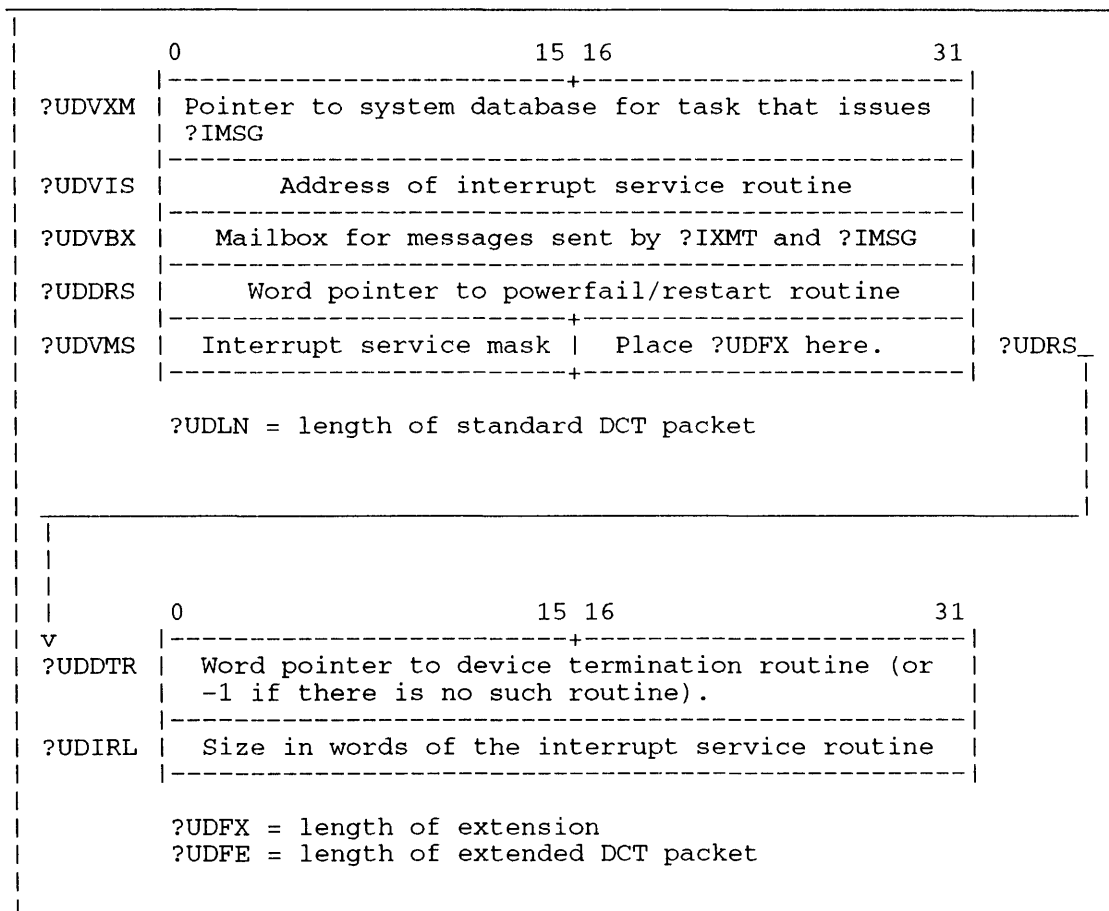 0 15 16 31
?UDVXM Pointer to system database for task that issues
?IMSG
?UDVIS Address of interrupt service routine
?UDVBX Mailbox for messages sent by ?IXMT and ?IMSG
?UDDRS Word pointer to powerfail/restart routine
?UDVMS Interrupt service mask | Place ?UDFX here. ?UDRS_
?UDLN = length of standard DCT packet
0 15 16 31
v
?UDDTR Word pointer to device termination routine (or
-1 if there is no such routine).
?UDIRL Size in words of the interrupt service routine
?UDFX = length of extension
?UDFE = length of extended DCT packet